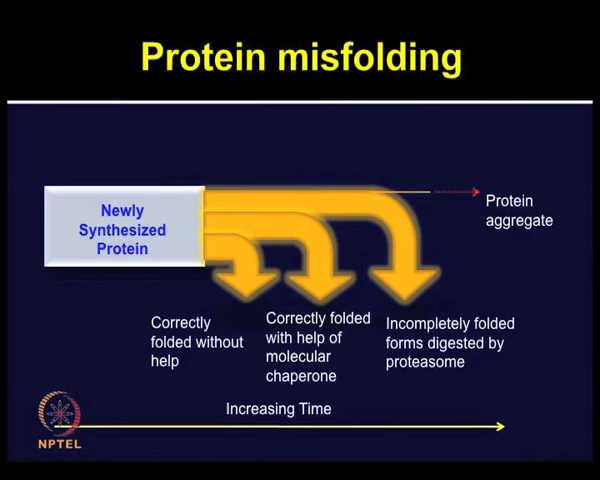 Protein misfolding
Newly
Synthesized
Protein
Protein
aggregate
Correctly
folded without
help
Correctly folded
with help of
molecular
chaperone
Incompletely folded
forms digested by
proteasome
Increasing Time
NPTEL